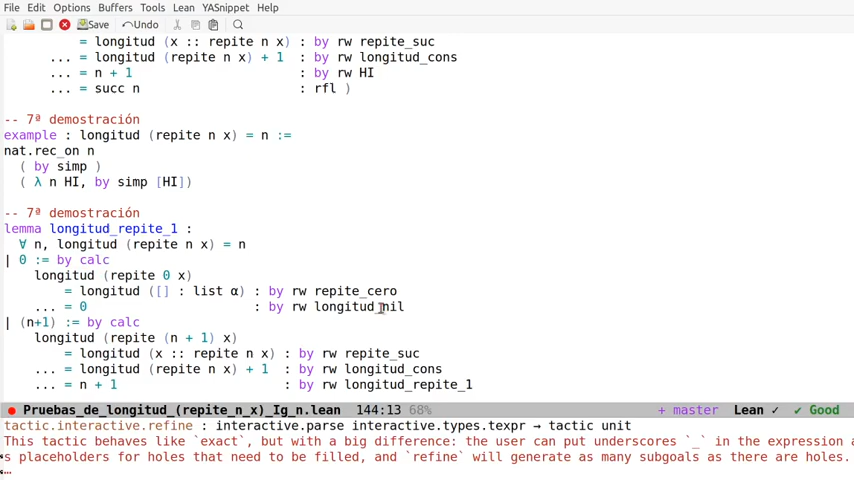 File Edit Options Buffers Tools Lean YASnippet Help
Save Undo
= longitud (x :: repite n x) : by rw repite_suc
... = longitud (repite n x) + 1 : by rw longitud_cons
... = n + 1 : by rw HI
... = succ n : rfl )
-- 7ª demostración
example : longitud (repite n x) = n :=
nat.rec_on n
( by simp )
( λ n HI, by simp [HI])
-- 7ª demostración
lemma longitud_repite_1 :
∀ n, longitud (repite n x) = n
| 0 := by calc
longitud (repite 0 x)
= longitud ([] : list α) : by rw repite_cero
... = 0 : by rw longitud_nil
| (n+1) := by calc
longitud (repite (n + 1) x)
= longitud (x :: repite n x) : by rw repite_suc
... = longitud (repite n x) + 1 : by rw longitud_cons
... = n + 1 : by rw longitud_repite_1
Pruebas_de_longitud_(repite_n_x)_Ig_n.lean 144:13 68% + master Lean ✓ ✔ Good
tactic.interactive.refine : interactive.parse interactive.types.texpr → tactic unit
This tactic behaves like `exact`, but with a big difference: the user can put underscores `_` in the expression a
s placeholders for holes that need to be filled, and `refine` will generate as many subgoals as there are holes.
…